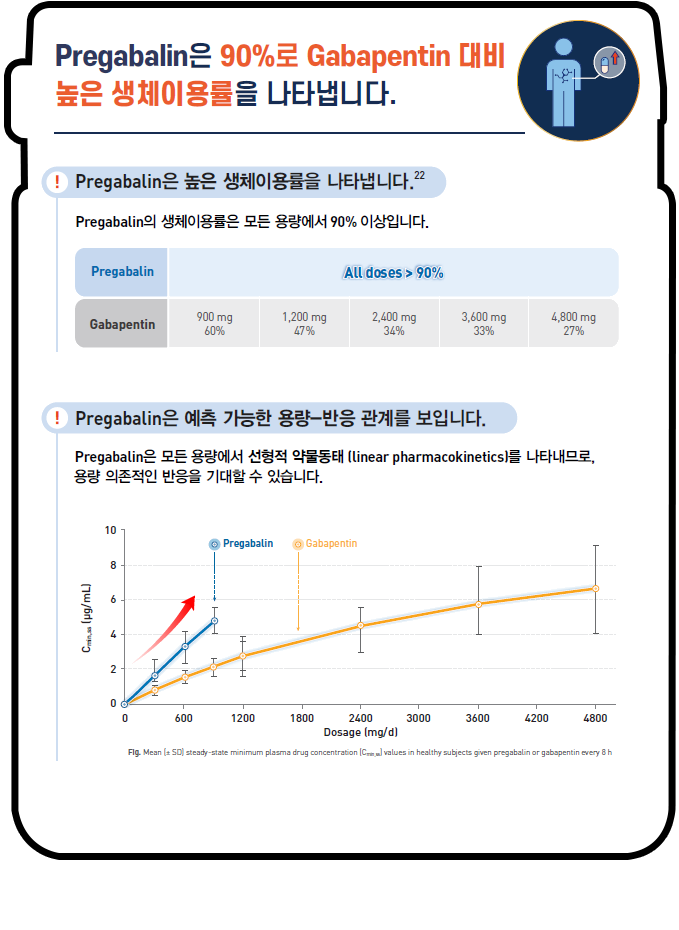 Pregabalin은 90%로 Gabapentin 대비
높은 생체이용률을 나타냅니다.
! Pregabalin은 높은 생체이용률을 나타냅니다.22
Pregabalin의 생체이용률은 모든 용량에서 90% 이상입니다.
Pregabalin All doses > 90%
Gabapentin
900 mg 1,200 mg 2,400 mg 3,600 mg 4,800 mg
60% 47% 34% 33% 27%
! Pregabalin은 예측 가능한 용량–반응 관계를 보입니다.
Pregabalin은 모든 용량에서 선형적 약물동태 (linear pharmacokinetics)를 나타내므로,
용량 의존적인 반응을 기대할 수 있습니다.
Pregabalin Gabapentin
Cmin,ss (μg/mL)
10
8
6
4
2
0
0 600 1200 1800 2400 3000 3600 4200 4800
Dosage (mg/d)
Fig. Mean (± SD) steady-state minimum plasma drug concentration (Cmin,ss) values in healthy subjects given pregabalin or gabapentin every 8 h